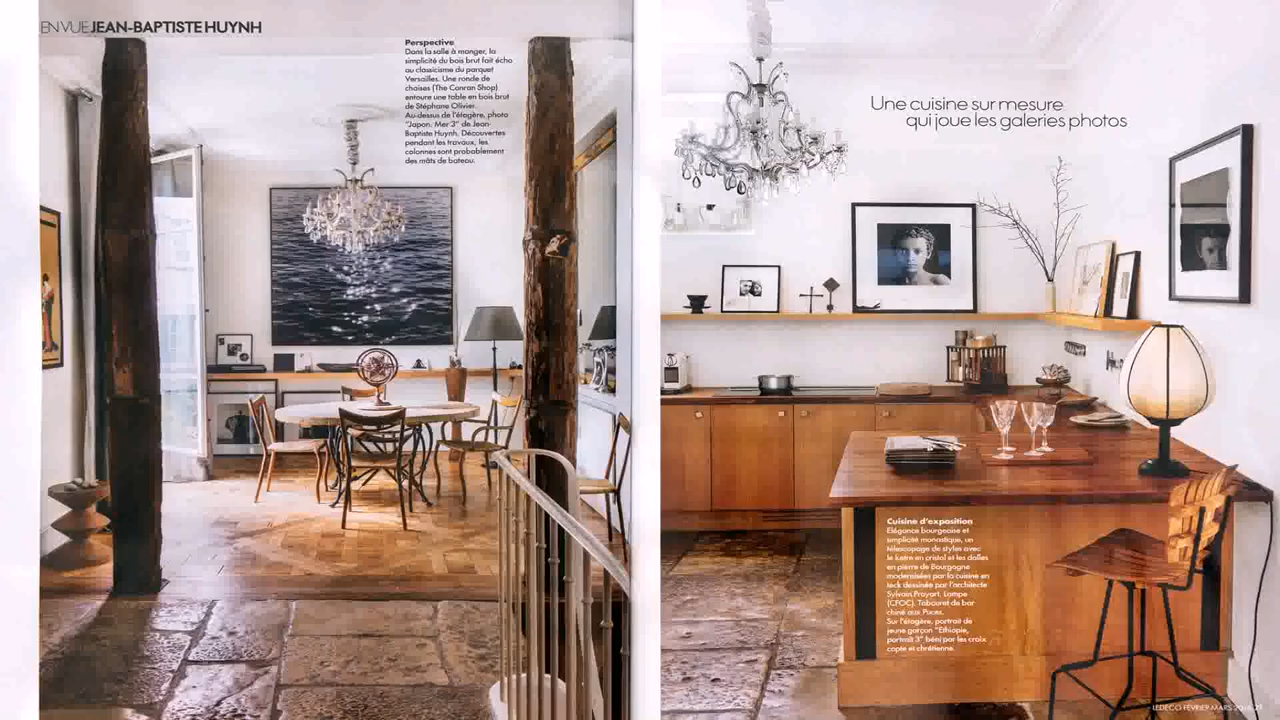 EN VUE JEAN-BAPTISTE HUYNH
Perspective
Dans la salle à manger, la
simplicité du bois brut fait écho
au classicisme du parquet
Versailles. Une ronde de
chaises (The Conran Shop)
entoure une table en bois brut
de Stéphane Olivier.
Au-dessus de l'étagère, photo
"Japon, Mer 3" de Jean-
Baptiste Huynh. Découvertes
pendant les travaux, les
colonnes sont probablement
des mâts de bateau.
Une cuisine sur mesure
qui joue les galeries photos
Cuisine d'exposition
Elégance bourgeoise et
simplicité monastique, un
télescopage de styles avec
le lustre en cristal et les dalles
en pierre de Bourgogne
modernisées par la cuisine en
teck dessinée par l'architecte
Sylvain Proyart. Lampe
(CFOC). Tabouret de bar
chiné aux Puces.
Sur l'étagère, portrait de
jeune garçon "Ethiopie,
portrait 3" béni par les croix
copte et chrétienne.
ELLE DECO FÉVRIER-MARS 2016